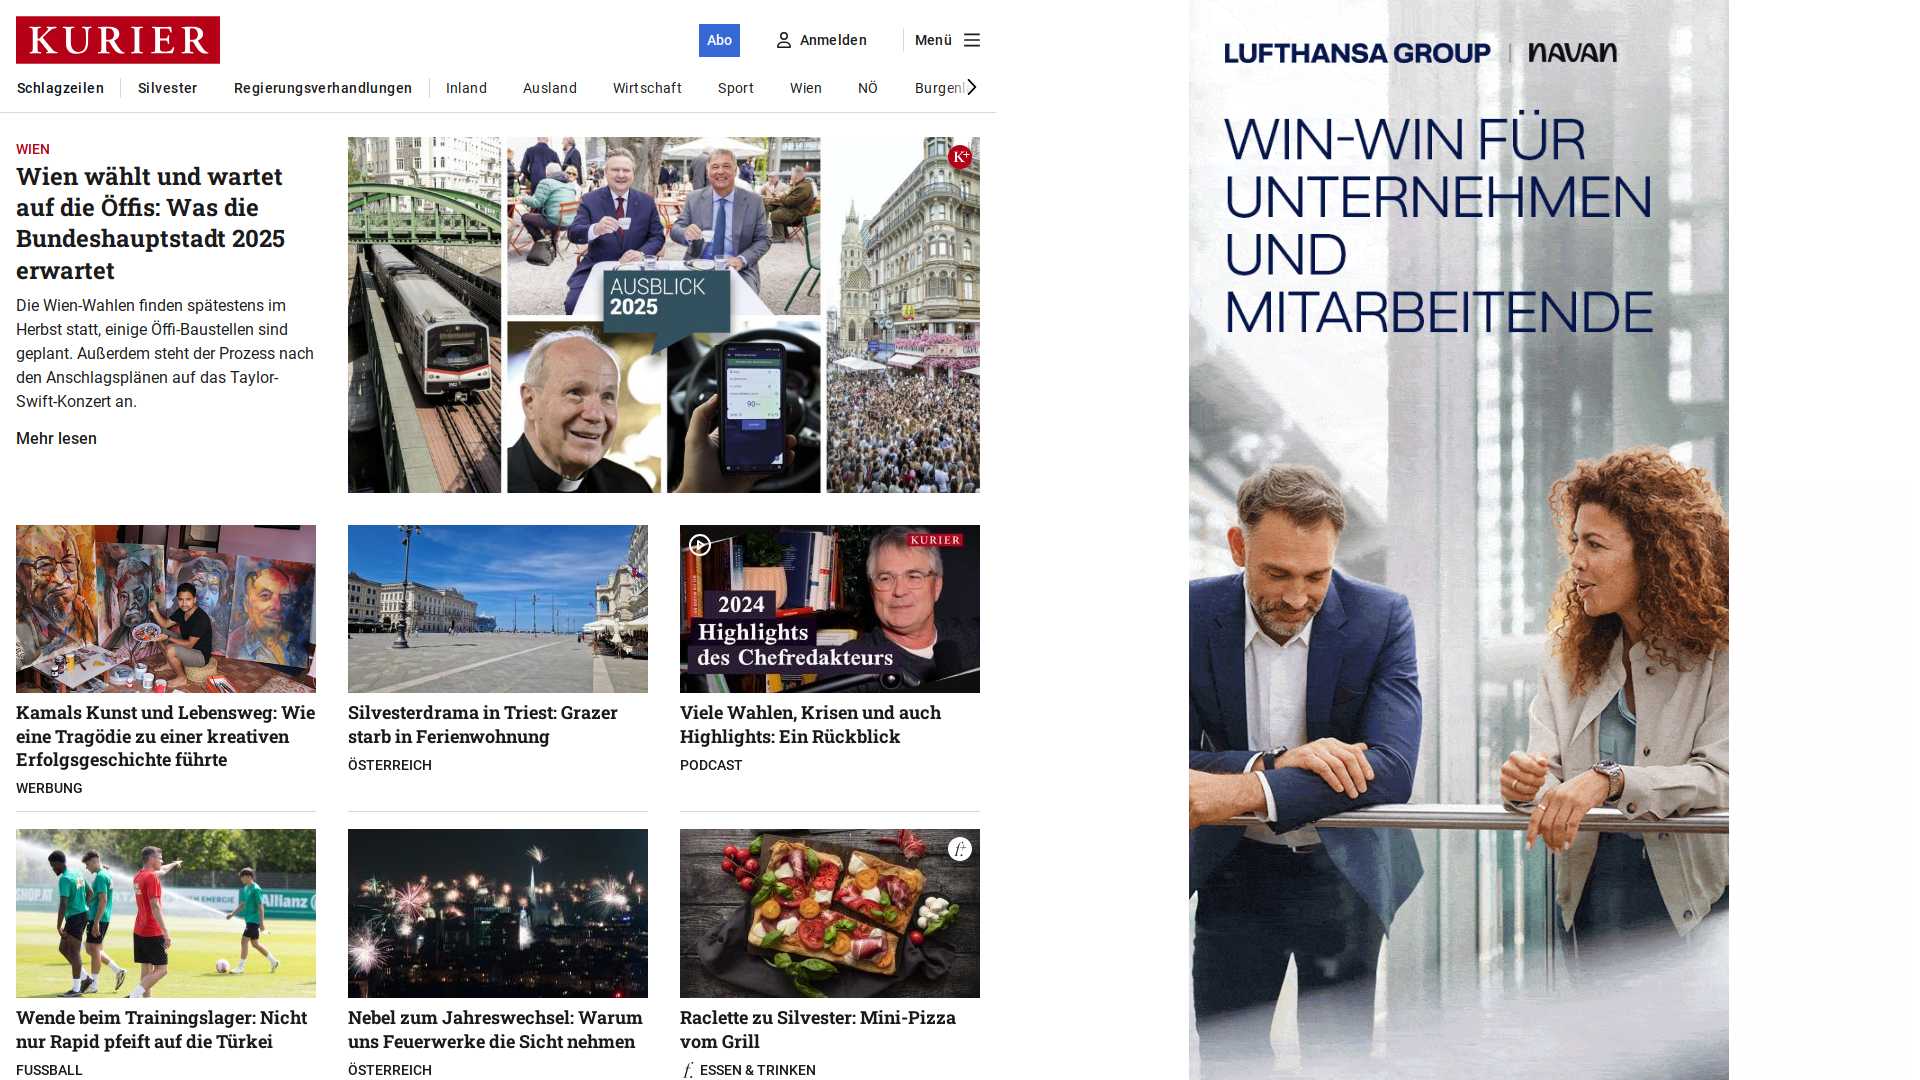 KURIER
Abo
Anmelden
Menü
Schlagzeilen
Silvester
Regierungsverhandlungen
Inland
Ausland
Wirtschaft
Sport
Wien
NÖ
WIEN
Wien wählt und wartet
auf die Öffis: Was die
Bundeshauptstadt 2025
erwartet
Die Wien-Wahlen finden spätestens im
Herbst statt, einige Öffi-Baustellen sind
geplant. Außerdem steht der Prozess nach
den Anschlagsplänen auf das Taylor-
Swift-Konzert an.
Mehr lesen
K+
AUSBLICK
2025
90
KURIER
2024
Highlights
des Chefredakteurs
Kamals Kunst und Lebensweg: Wie
eine Tragödie zu einer kreativen
Erfolgsgeschichte führte
WERBUNG
Silvesterdrama in Triest: Grazer
starb in Ferienwohnung
ÖSTERREICH
Viele Wahlen, Krisen und auch
Highlights: Ein Rückblick
PODCAST
SHOP.AT
ENERGIE
Allianz
f+
Wende beim Trainingslager: Nicht
nur Rapid pfeift auf die Türkei
FUSSBALL
Nebel zum Jahreswechsel: Warum
uns Feuerwerke die Sicht nehmen
ÖSTERREICH
Raclette zu Silvester: Mini-Pizza
vom Grill
f. ESSEN & TRINKEN
LUFTHANSA GROUP | NAVAN
WIN-WIN FÜR
UNTERNEHMEN
UND
MITARBEITENDE